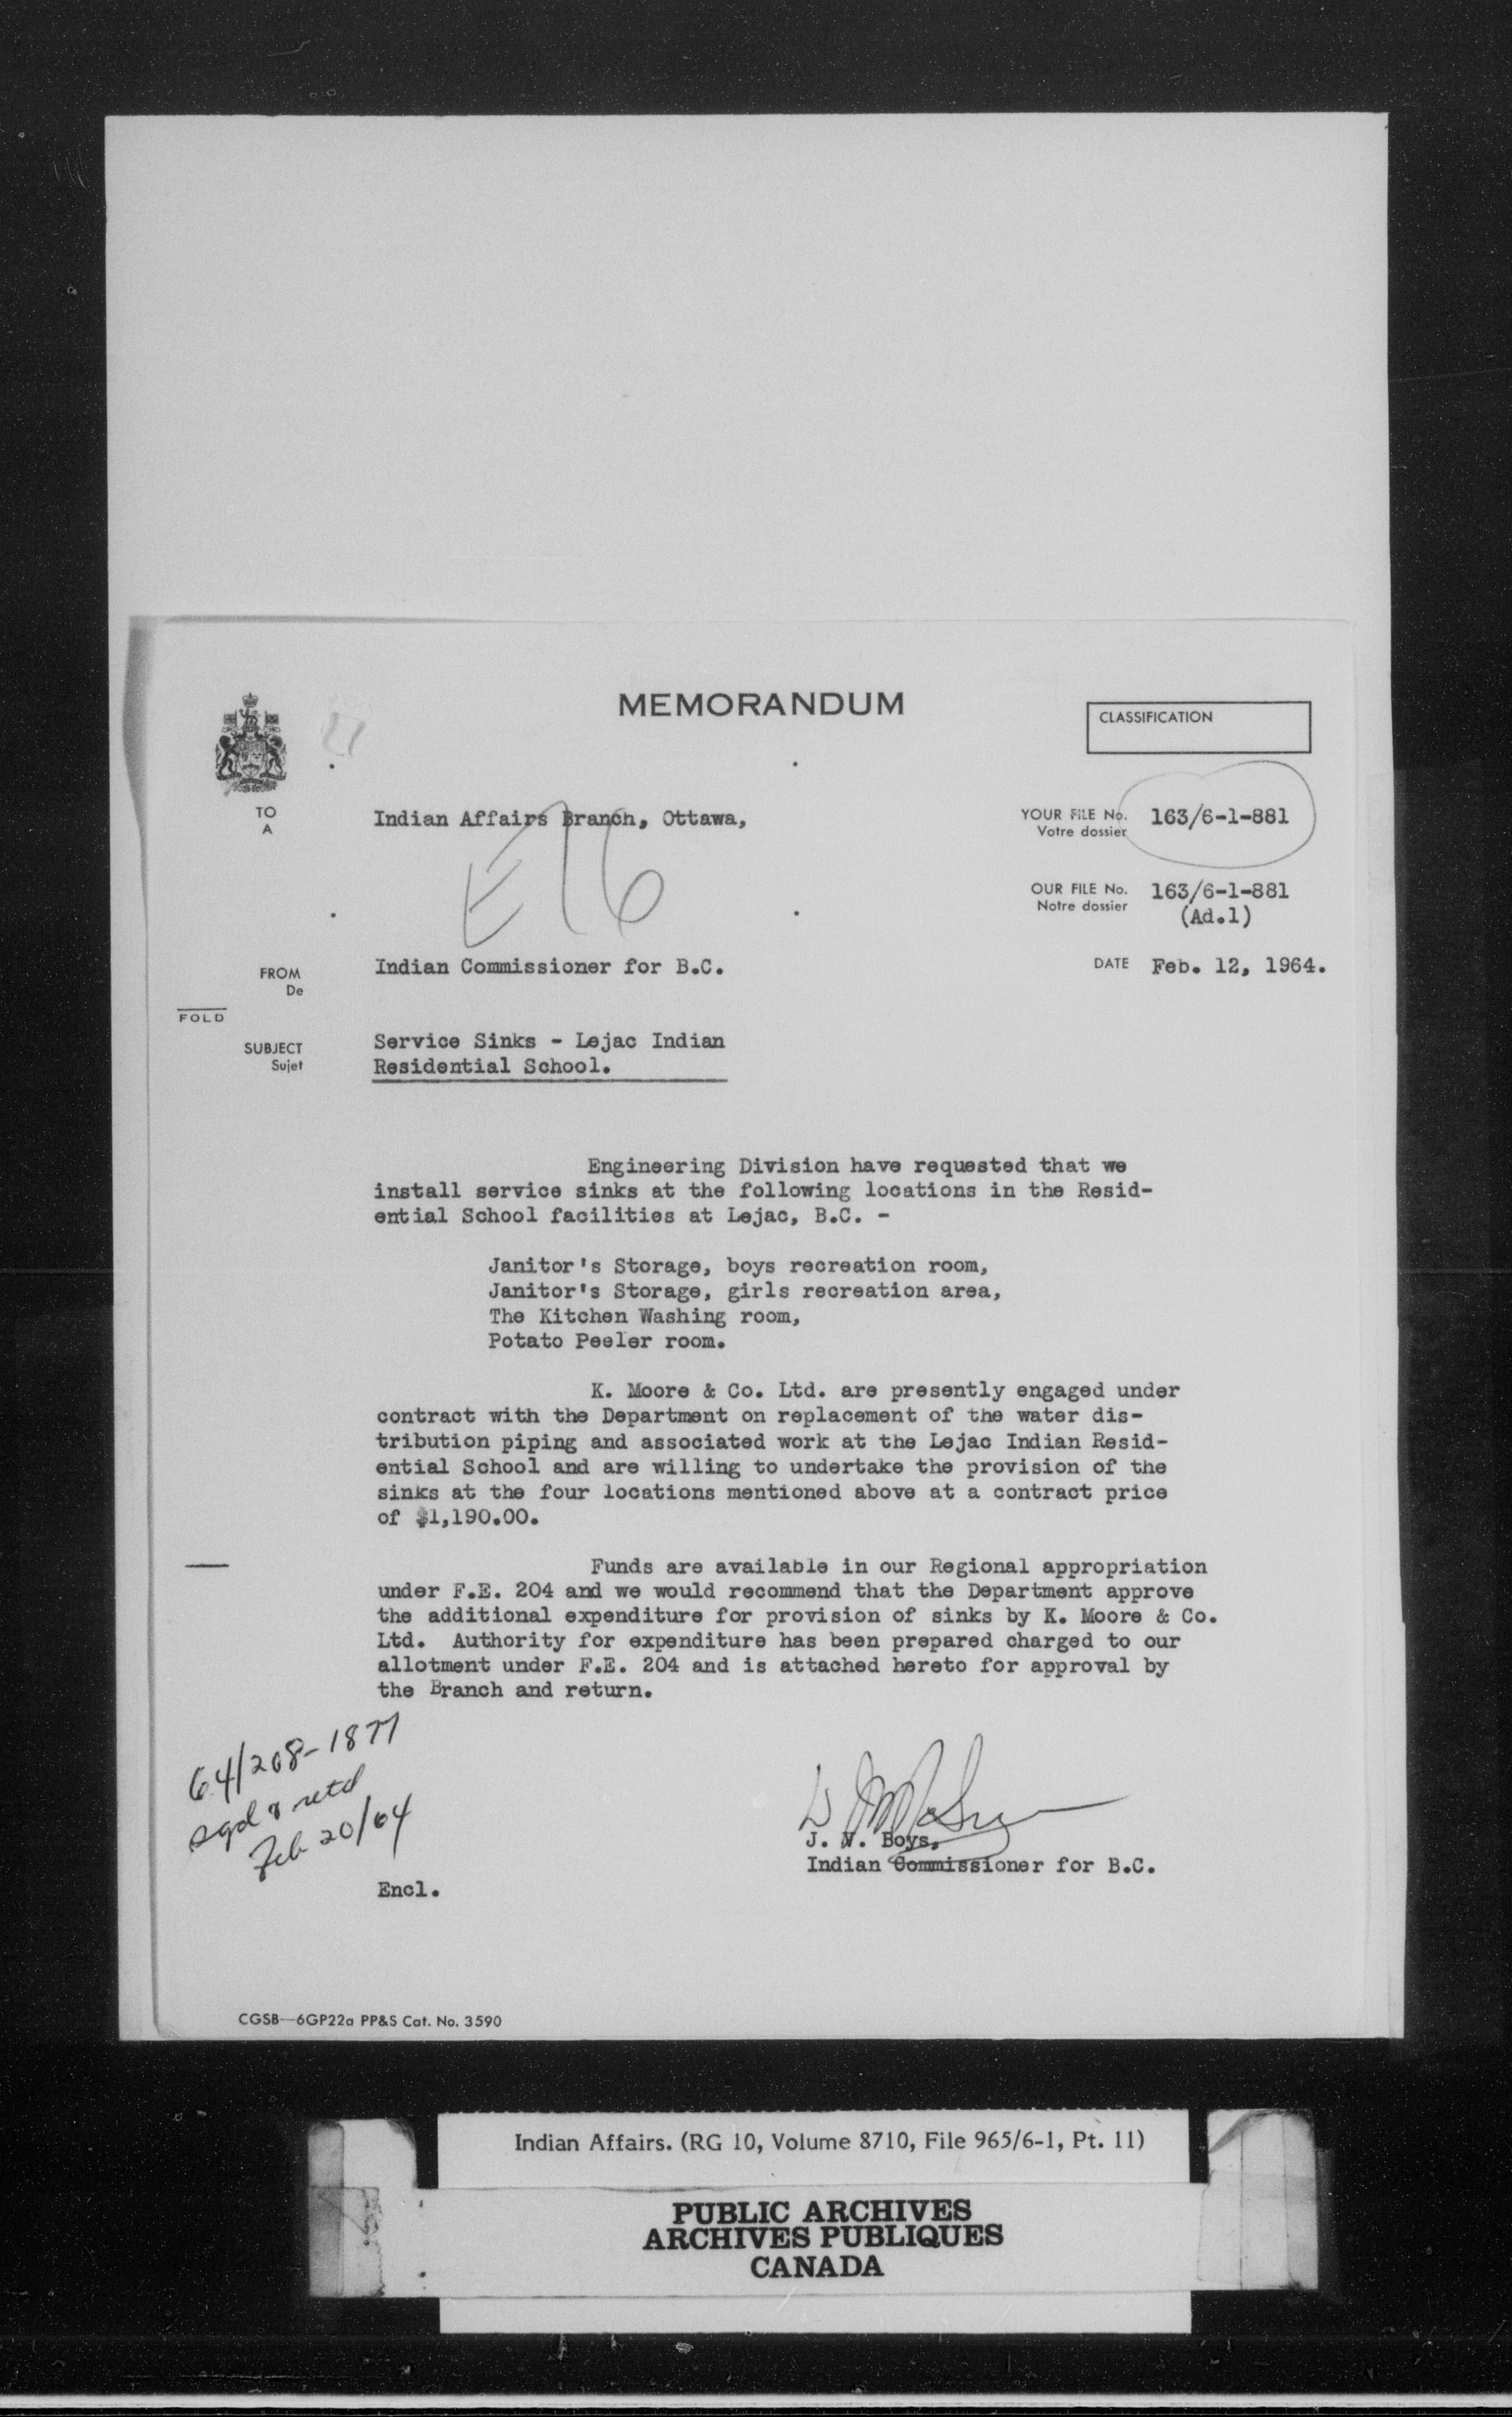 MEMORANDUM
CLASSIFICATION
TO
A
Indian Affairs Branch, Ottawa,
YOUR FILE No. 163/6-1-881
Votre dossier
E16
OUR FILE No. 163/6-1-881
Notre dossier (Ad.1)
FROM
De
Indian Commissioner for B.C.
DATE Feb. 12, 1964.
FOLD
SUBJECT
Sujet
Service Sinks - Lejac Indian
Residential School.
Engineering Division have requested that we
install service sinks at the following locations in the Resid-
ential School facilities at Lejac, B.C. -
Janitor's Storage, boys recreation room,
Janitor's Storage, girls recreation area,
The Kitchen Washing room,
Potato Peeler room.
K. Moore & Co. Ltd. are presently engaged under
contract with the Department on replacement of the water dis-
tribution piping and associated work at the Lejac Indian Resid-
ential School and are willing to undertake the provision of the
sinks at the four locations mentioned above at a contract price
of $1,190.00.
Funds are available in our Regional appropriation
under F.E. 204 and we would recommend that the Department approve
the additional expenditure for provision of sinks by K. Moore & Co.
Ltd. Authority for expenditure has been prepared charged to our
allotment under F.E. 204 and is attached hereto for approval by
the Branch and return.
64/208-1877
sgd & retd
Feb 20/64
J. V. Boys,
Indian Commissioner for B.C.
Encl.
CGSB—6GP22a PP&S Cat. No. 3590
Indian Affairs. (RG 10, Volume 8710, File 965/6-1, Pt. 11)
PUBLIC ARCHIVES
ARCHIVES PUBLIQUES
CANADA